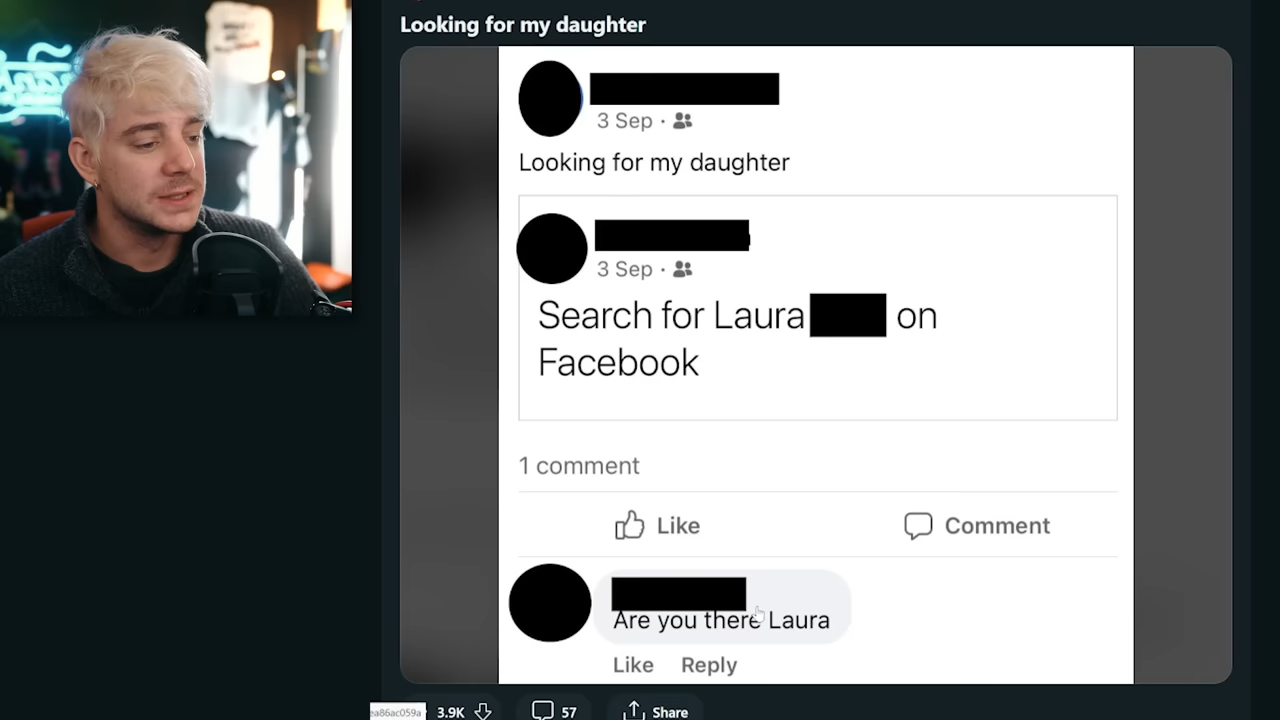 Looking for my daughter
3 Sep ·
Looking for my daughter
3 Sep ·
Search for Laura on
Facebook
1 comment
Like Comment
Are you there Laura
Like Reply
ea86ac059a 3.9K 57 Share